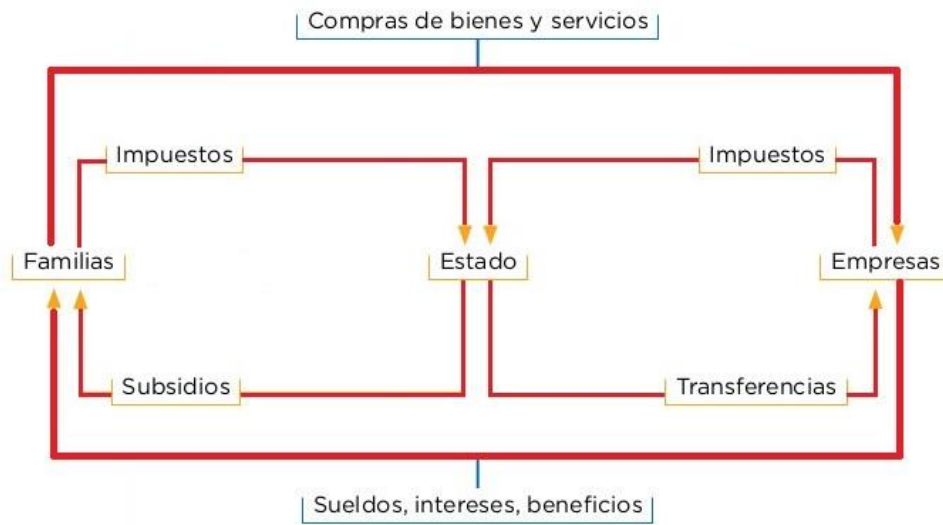 Compras de bienes y servicios
Impuestos
Impuestos
Familias
Estado
Empresas
Subsidios
Transferencias
Sueldos, intereses, beneficios